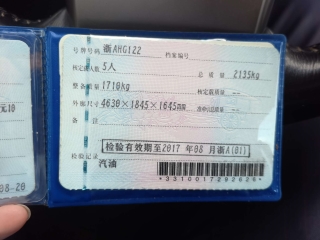 号牌号码 浙AHG122 档案编号
核定载人数 5人 总质量 2135kg
整备质量 1710kg 核定载质量 --
外廓尺寸 4630×1845×1645mm 准牵引总质量 --
备注
检验有效期至2017年08月浙A(01)
检验记录 汽油
08-20